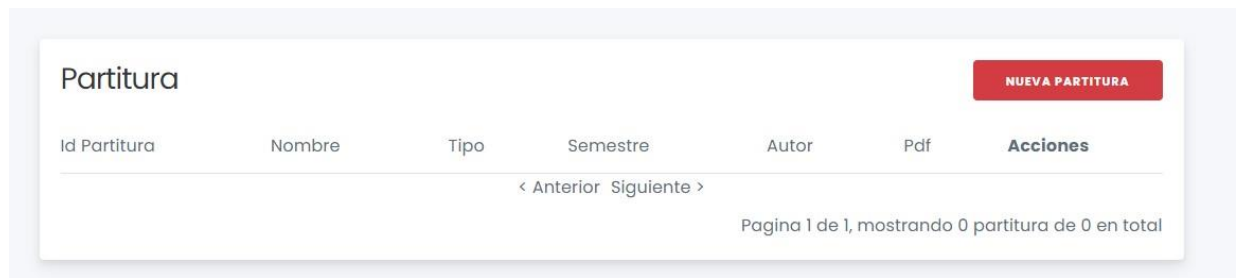 Partitura
NUEVA PARTITURA
Id Partitura Nombre Tipo Semestre Autor Pdf Acciones
< Anterior Siguiente >
Pagina 1 de 1, mostrando 0 partitura de 0 en total